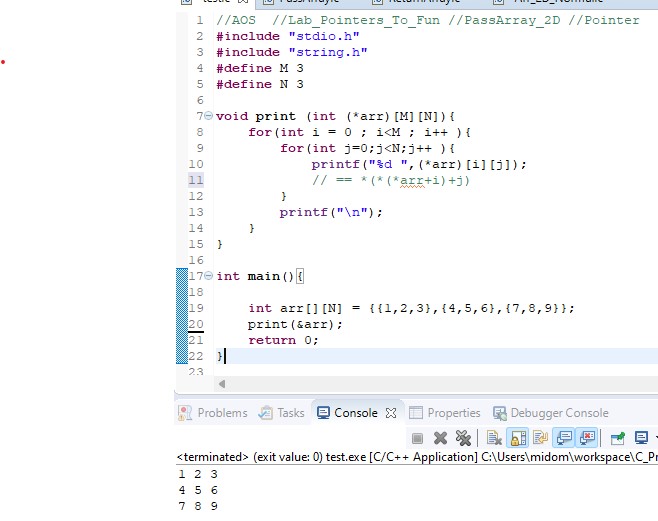 1 //AOS //Lab_Pointers_To_Fun //PassArray_2D //Pointer
2 #include "stdio.h"
3 #include "string.h"
4 #define M 3
5 #define N 3
6
7 void print (int (*arr)[M][N]){
8 for(int i = 0 ; i<M ; i++ ){
9 for(int j=0;j<N;j++ ){
10 printf("%d ",(*arr)[i][j]);
11 // == *(*(*arr+i)+j)
12 }
13 printf("\n");
14 }
15 }
16
17 int main(){
18
19 int arr[][N] = {{1,2,3},{4,5,6},{7,8,9}};
20 print(&arr);
21 return 0;
22 }
23
Problems Tasks Console Properties Debugger Console
<terminated> (exit value: 0) test.exe [C/C++ Application] C:\Users\midom\workspace\C_Pr
1 2 3
4 5 6
7 8 9